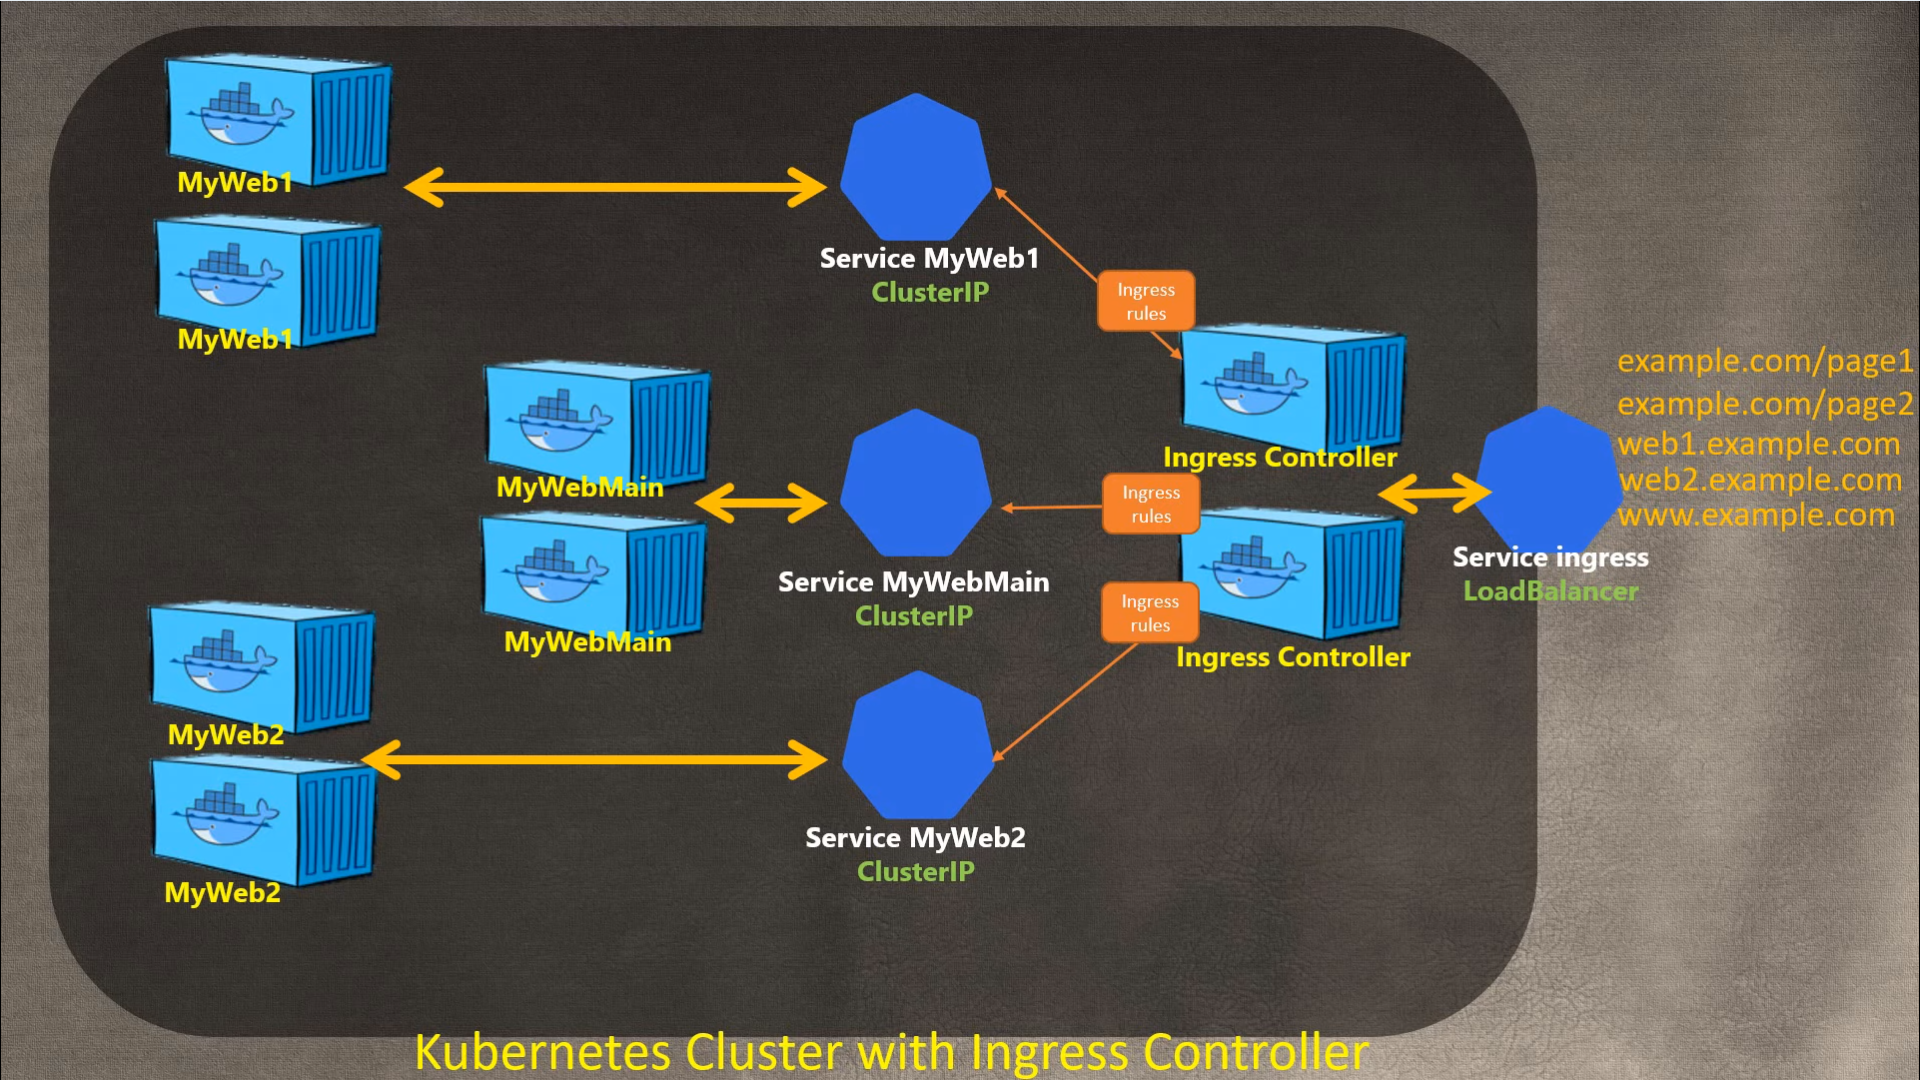 MyWeb1
MyWeb1
Service MyWeb1
ClusterIP
Ingress
rules
Ingress Controller
example.com/page1
example.com/page2
web1.example.com
web2.example.com
www.example.com
MyWebMain
MyWebMain
Service MyWebMain
ClusterIP
Ingress
rules
Ingress
rules
Ingress Controller
Service ingress
LoadBalancer
MyWeb2
MyWeb2
Service MyWeb2
ClusterIP
Kubernetes Cluster with Ingress Controller